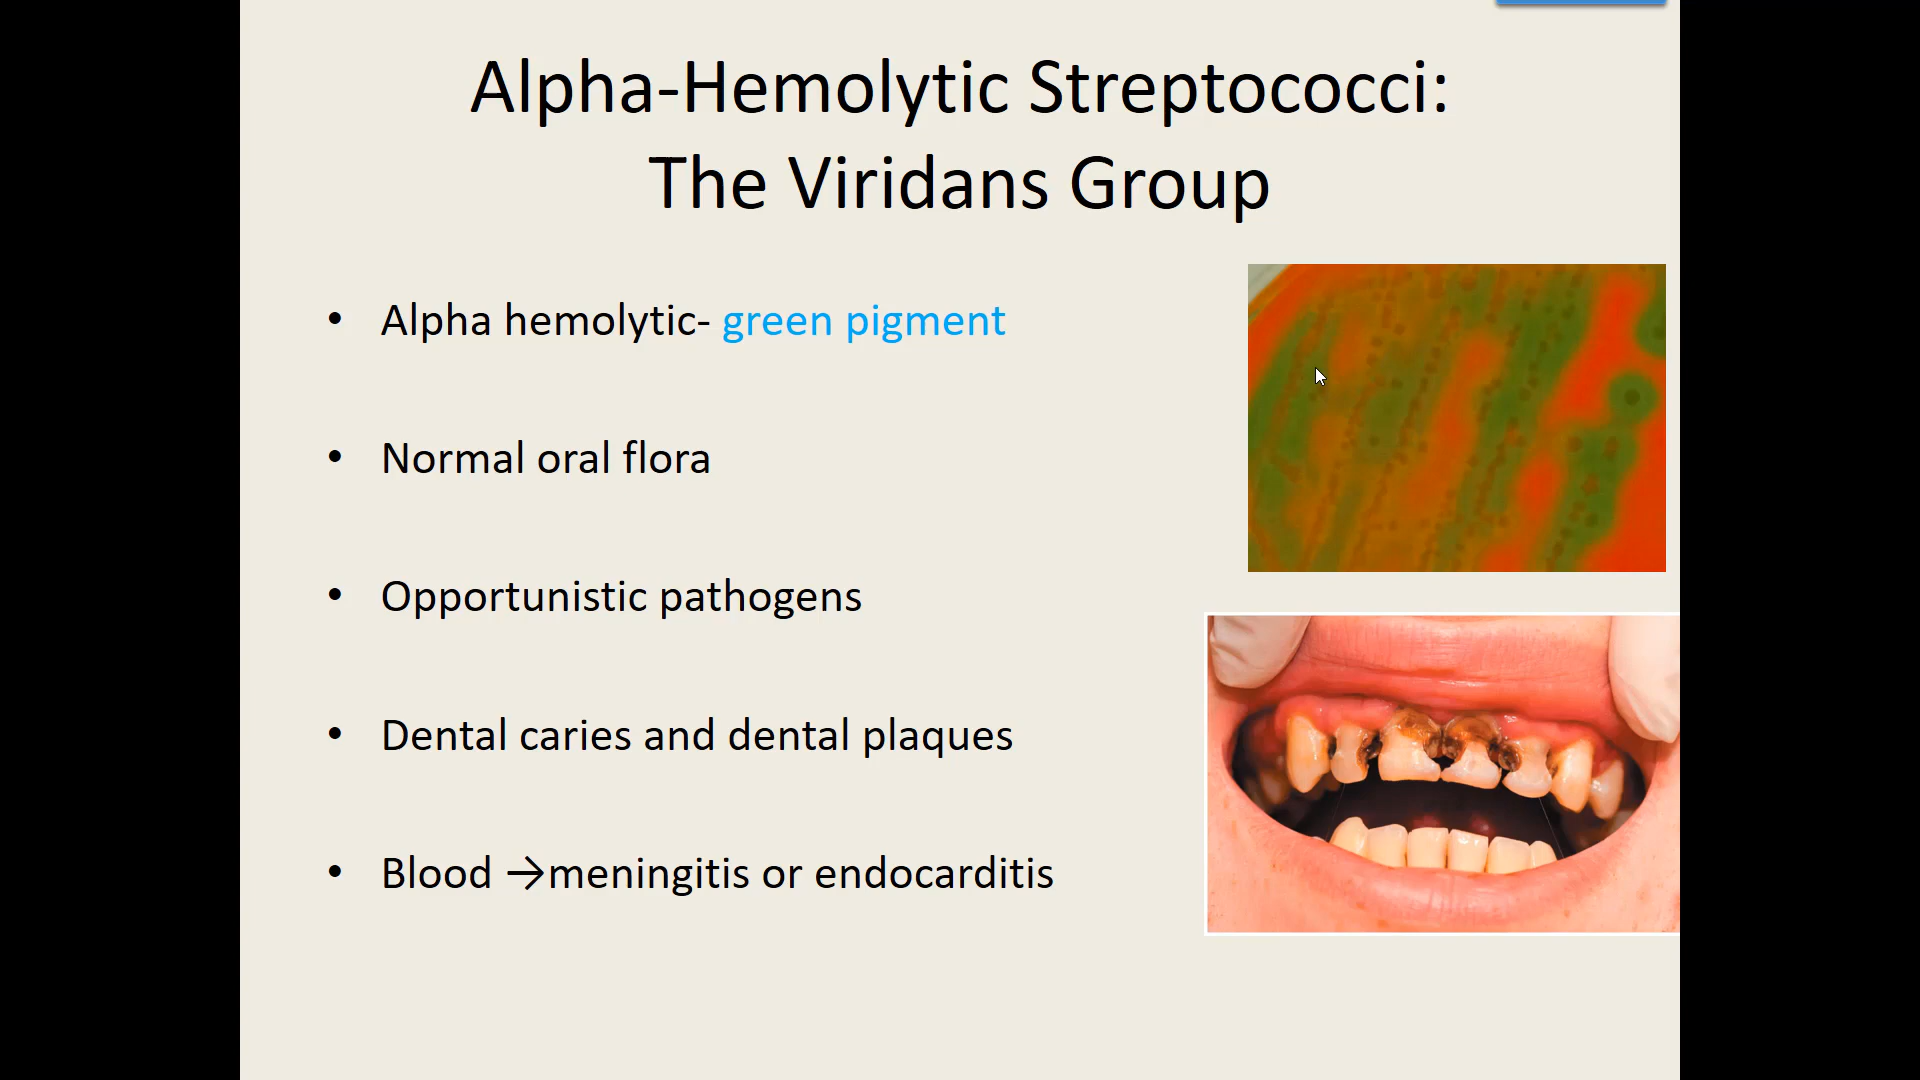 Alpha-Hemolytic Streptococci:
The Viridans Group
• Alpha hemolytic- green pigment
• Normal oral flora
• Opportunistic pathogens
• Dental caries and dental plaques
• Blood →meningitis or endocarditis